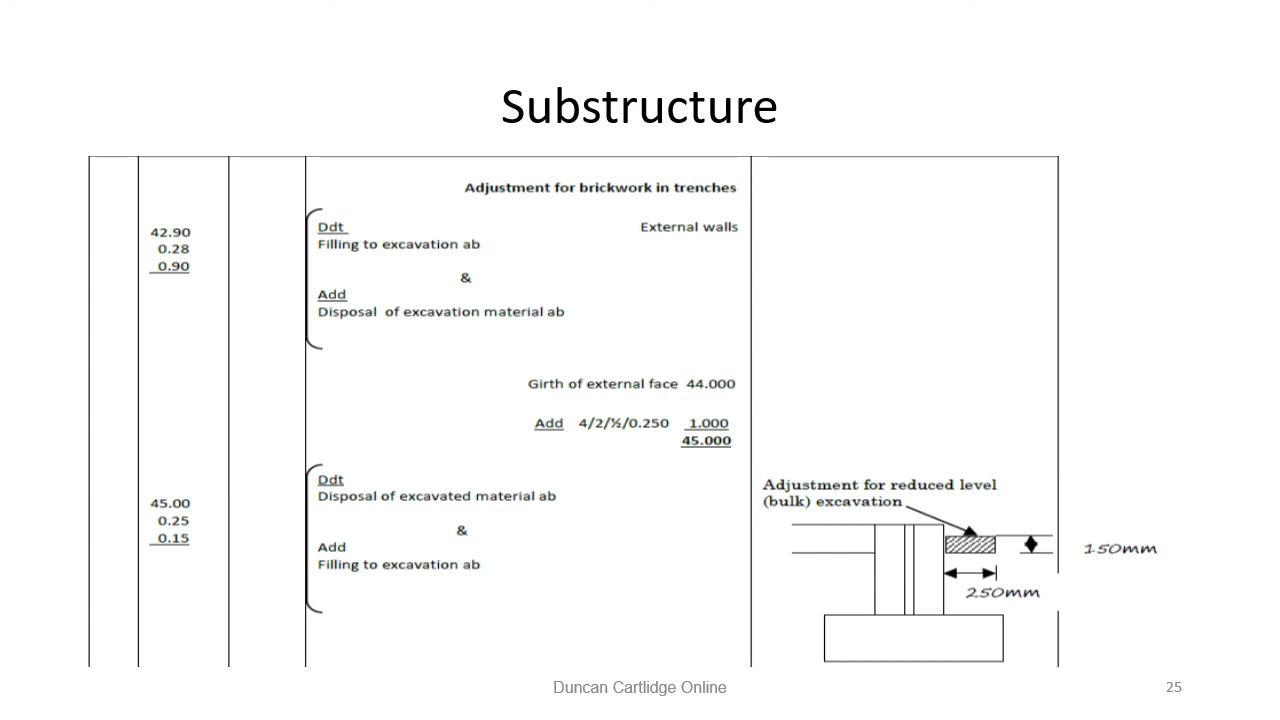 Substructure
Adjustment for brickwork in trenches
42.90
0.28
0.90
Ddt
External walls
Filling to excavation ab
&
Add
Disposal of excavation material ab
Girth of external face 44.000
Add 4/2/½/0.250 1.000
45.000
45.00
0.25
0.15
Ddt
Disposal of excavated material ab
&
Add
Filling to excavation ab
Adjustment for reduced level
(bulk) excavation
150mm
250mm
Duncan Cartlidge Online
25